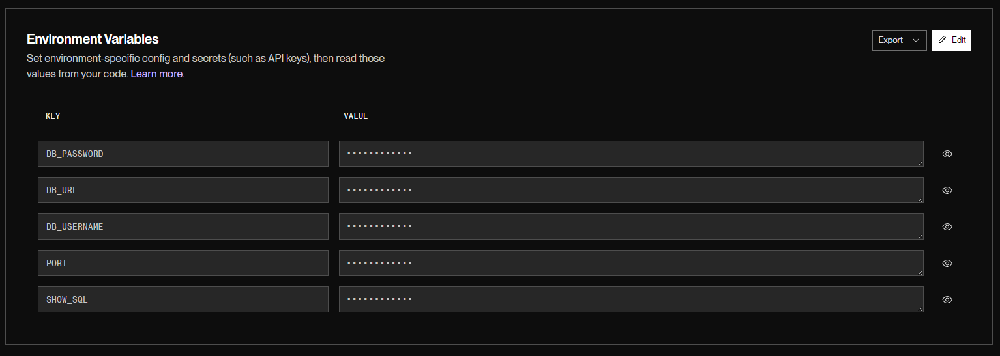 Environment Variables
Export
Edit
Set environment-specific config and secrets (such as API keys), then read those
values from your code. Learn more.
KEY VALUE
DB_PASSWORD ••••••••••••
DB_URL ••••••••••••
DB_USERNAME ••••••••••••
PORT ••••••••••••
SHOW_SQL ••••••••••••